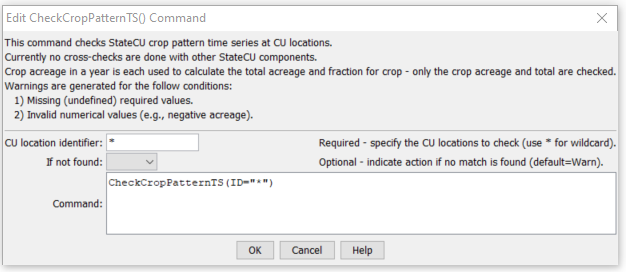 Edit CheckCropPatternTS() Command
This command checks StateCU crop pattern time series at CU locations.
Currently no cross-checks are done with other StateCU components.
Crop acreage in a year is each used to calculate the total acreage and fraction for crop - only the crop acreage and total are checked.
Warnings are generated for the follow conditions:
1) Missing (undefined) required values.
2) Invalid numerical values (e.g., negative acreage).
CU location identifier: * Required - specify the CU locations to check (use * for wildcard).
If not found: Optional - indicate action if no match is found (default=Warn).
Command: CheckCropPatternTS(ID="*")
OK Cancel Help